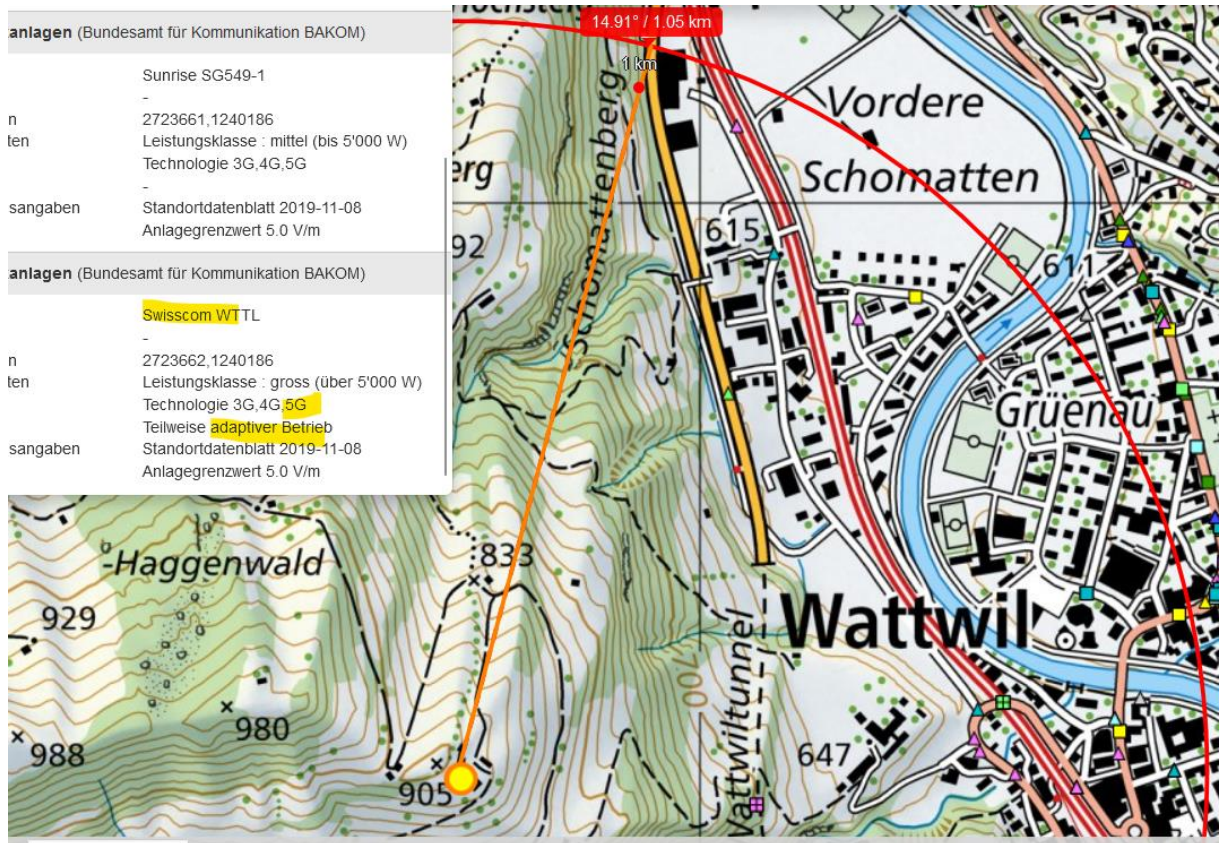 anlagen (Bundesamt für Kommunikation BAKOM)
Sunrise SG549-1
-
n 2723661,1240186
ten Leistungsklasse : mittel (bis 5'000 W)
Technologie 3G,4G,5G
-
sangaben Standortdatenblatt 2019-11-08
Anlagegrenzwert 5.0 V/m
anlagen (Bundesamt für Kommunikation BAKOM)
Swisscom WTTL
-
n 2723662,1240186
ten Leistungsklasse : gross (über 5'000 W)
Technologie 3G,4G,5G
Teilweise adaptiver Betrieb
sangaben Standortdatenblatt 2019-11-08
Anlagegrenzwert 5.0 V/m
14.91° / 1.05 km
1 km
Schomattenberg
Vordere
Schomatten
erg
92
615
611
Grüenau
-Haggenwald
833
929
Wattwil
700
Wattwiltunnel
980
988
905
647